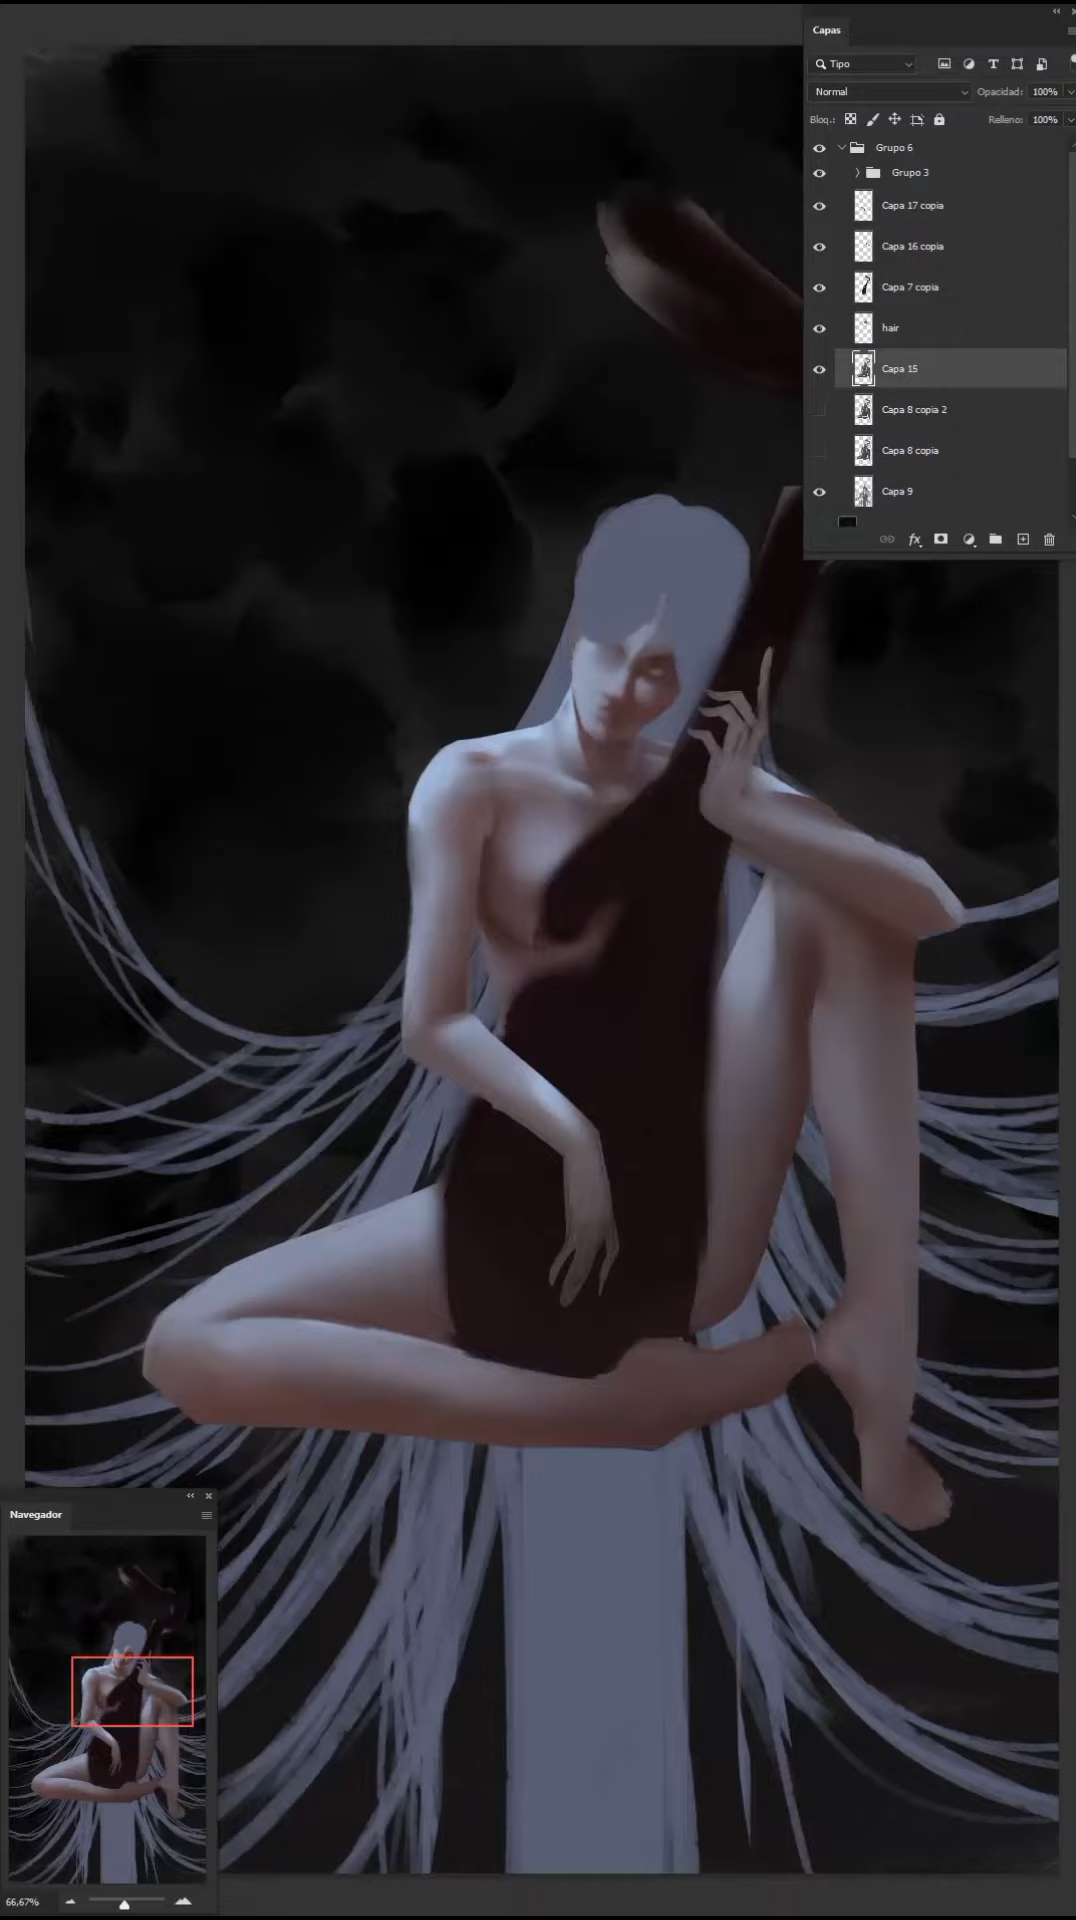 Capas
Tipo
Normal
Opacidad: 100%
Bloq.:
Relleno: 100%
Grupo 6
Grupo 3
Capa 17 copia
Capa 16 copia
Capa 7 copia
hair
Capa 15
Capa 8 copia 2
Capa 8 copia
Capa 9
fx
Navegador
66,67%